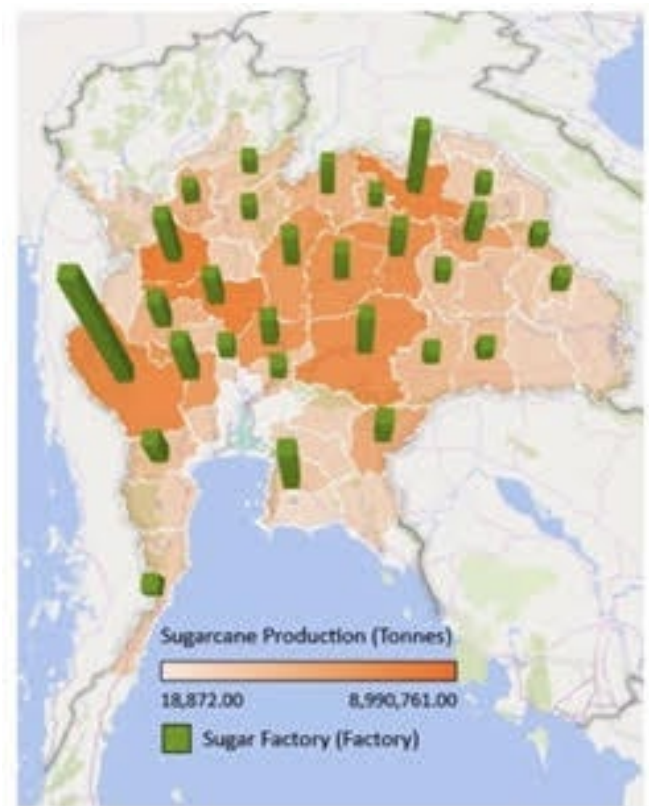 Sugarcane Production (Tonnes)
18,872.00 8,990,761.00
Sugar Factory (Factory)